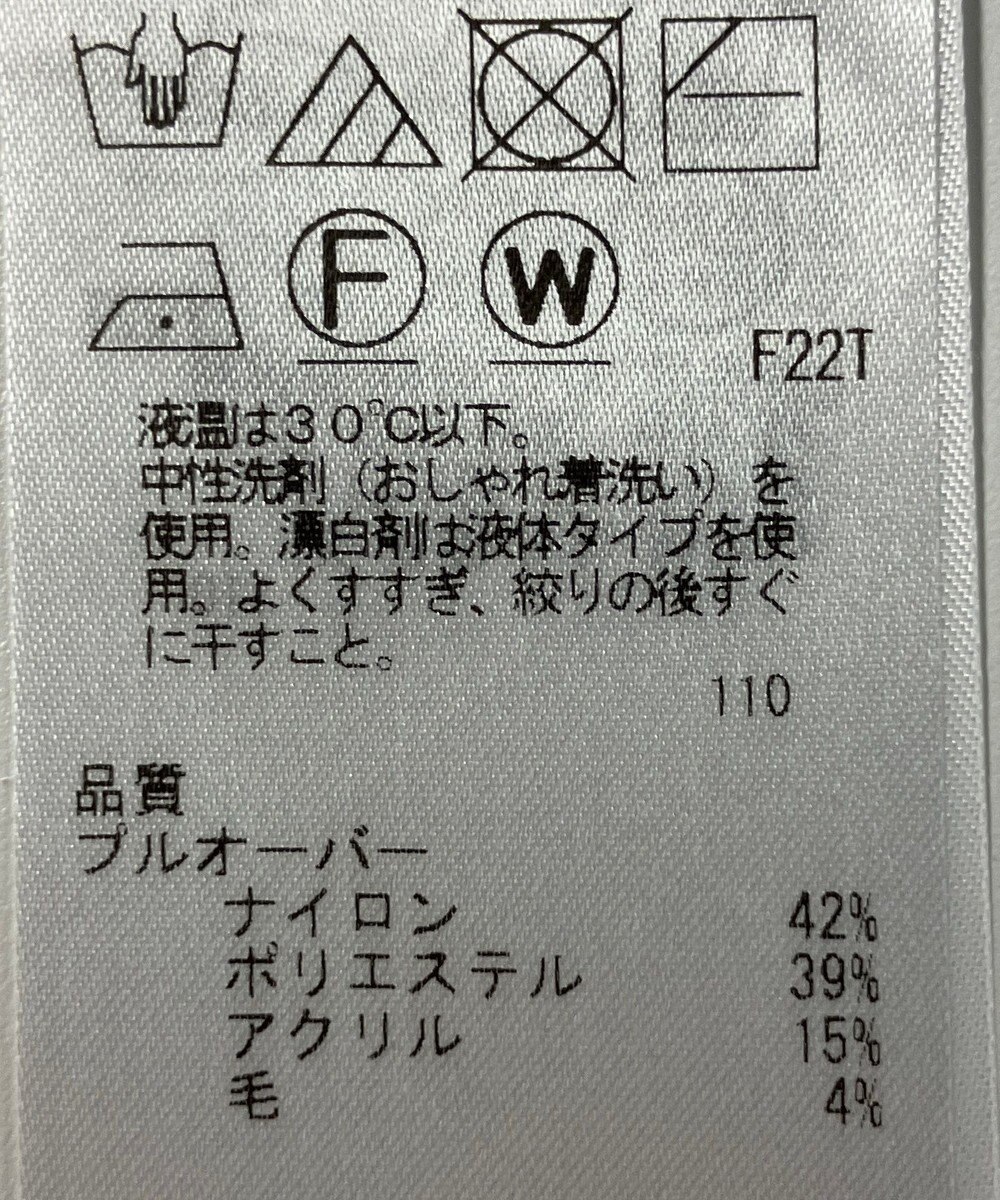 F
W
F22T
液温は３０℃以下。
中性洗剤（おしゃれ着洗い）を
使用。漂白剤は液体タイプを使
用。よくすすぎ、絞りの後すぐ
に干すこと。
110
品質
プルオーバー
ナイロン 42%
ポリエステル 39%
アクリル 15%
毛 4%